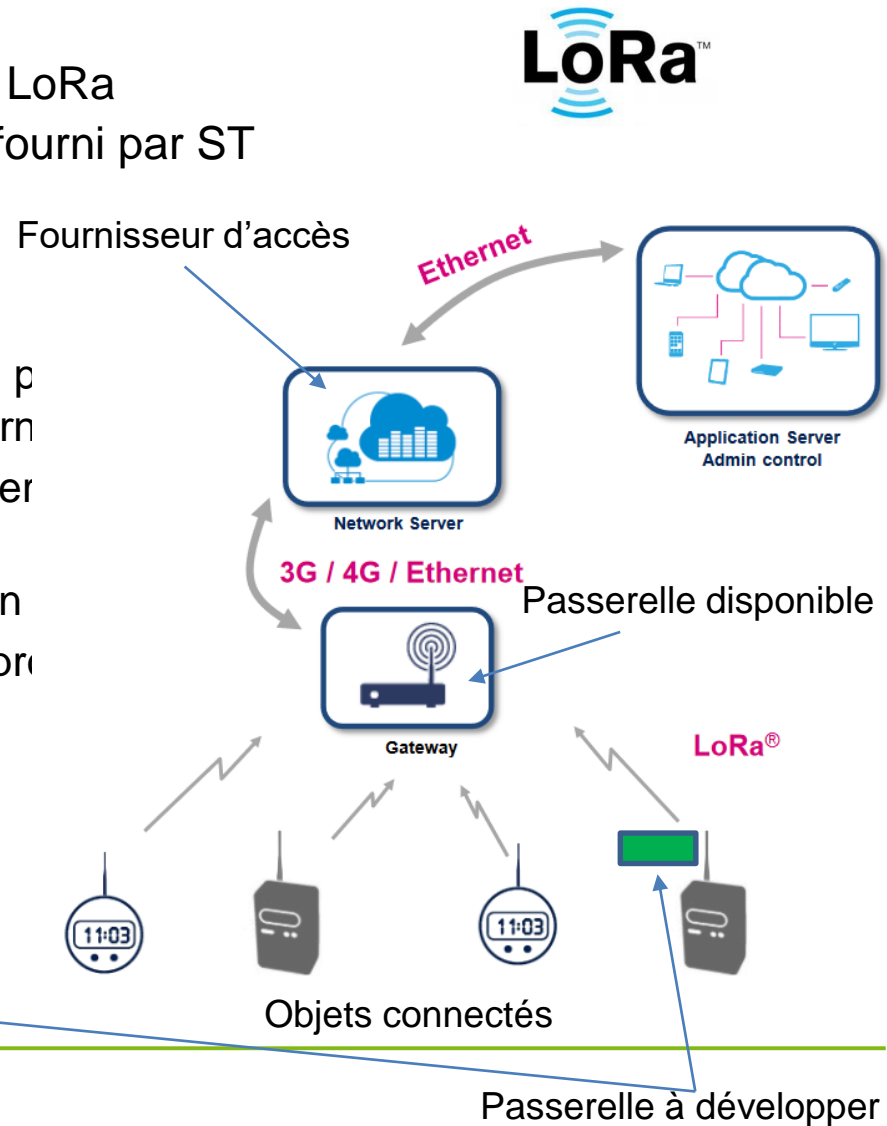 LoRa™
LoRa
fourni par ST
Fournisseur d’accès
Ethernet
Application Server
Admin control
Network Server
3G / 4G / Ethernet
Passerelle disponible
Gateway
LoRa®
11:03
11:03
Objets connectés
Passerelle à développer